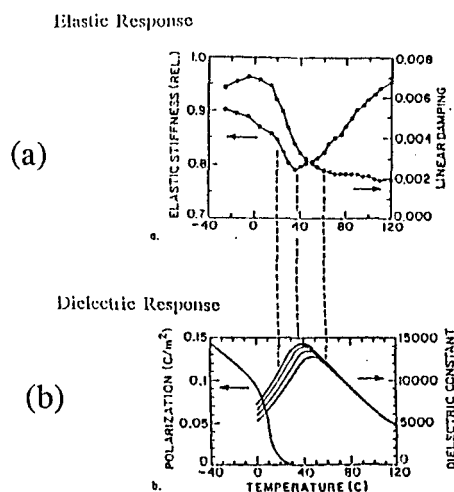 Elastic Response
(a)
ELASTIC STIFFNESS (REL.)
1.0
0.9
0.8
0.7
0.008
0.006
0.004
0.002
0.000
LINEAR DAMPING
-40 0 40 80 120
a.
TEMPERATURE (C)
Dielectric Response
(b)
POLARIZATION (C/m²)
0.15
0.1
0.05
0
15000
10000
5000
0
DIELECTRIC CONSTANT
-40 0 40 80 120
b. TEMPERATURE (C)